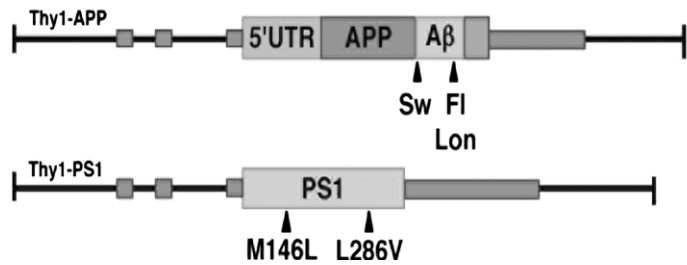 Thy1-APP
5'UTR APP Aβ
Sw Fl
Lon
Thy1-PS1
PS1
M146L L286V